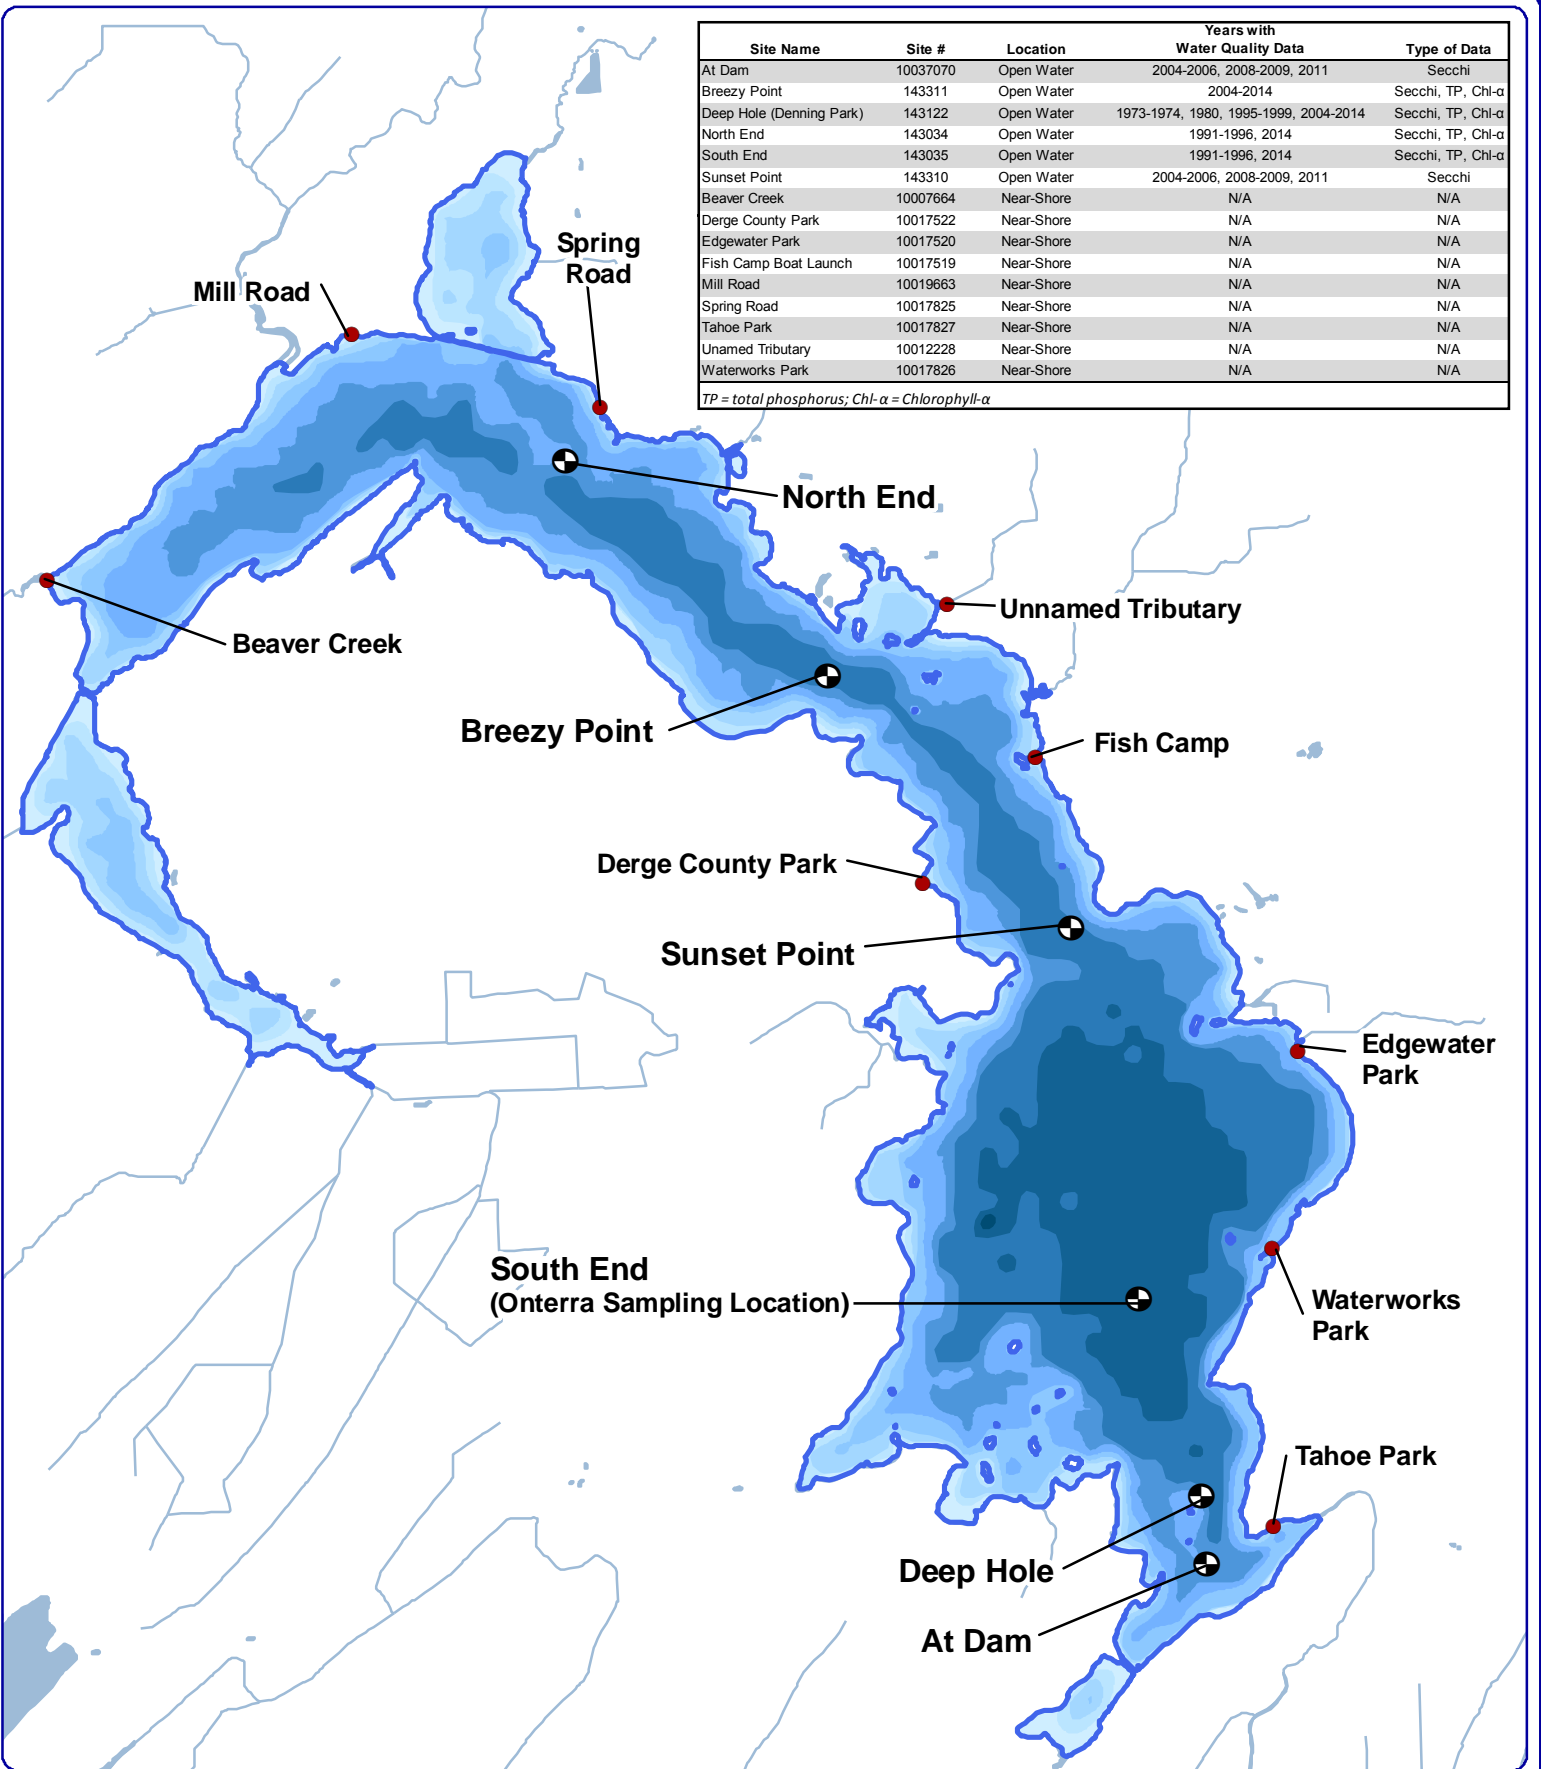 Years with
Site Name Site # Location Water Quality Data Type of Data
At Dam 10037070 Open Water 2004-2006, 2008-2009, 2011 Secchi
Breezy Point 143311 Open Water 2004-2014 Secchi, TP, Chl-α
Deep Hole (Denning Park) 143122 Open Water 1973-1974, 1980, 1995-1999, 2004-2014 Secchi, TP, Chl-α
North End 143034 Open Water 1991-1996, 2014 Secchi, TP, Chl-α
South End 143035 Open Water 1991-1996, 2014 Secchi, TP, Chl-α
Sunset Point 143310 Open Water 2004-2006, 2008-2009, 2011 Secchi
Beaver Creek 10007664 Near-Shore N/A N/A
Derge County Park 10017522 Near-Shore N/A N/A
Edgewater Park 10017520 Near-Shore N/A N/A
Fish Camp Boat Launch 10017519 Near-Shore N/A N/A
Mill Road 10019663 Near-Shore N/A N/A
Spring Road 10017825 Near-Shore N/A N/A
Tahoe Park 10017827 Near-Shore N/A N/A
Unamed Tributary 10012228 Near-Shore N/A N/A
Waterworks Park 10017826 Near-Shore N/A N/A
TP = total phosphorus; Chl-α = Chlorophyll-α
Spring
Road
Mill Road
North End
Unnamed Tributary
Beaver Creek
Breezy Point
Fish Camp
Derge County Park
Sunset Point
Edgewater
Park
South End
(Onterra Sampling Location)
Waterworks
Park
Tahoe Park
Deep Hole
At Dam